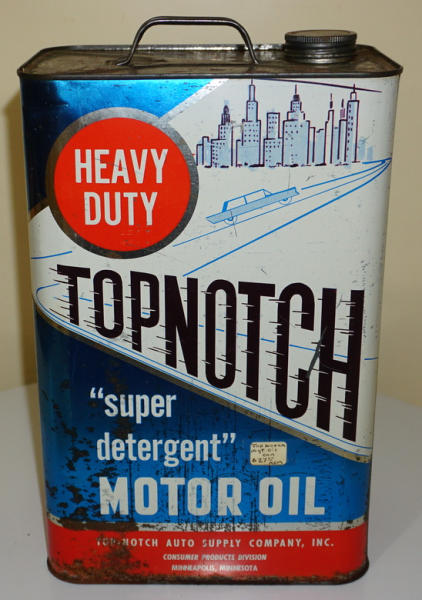 HEAVY
DUTY
TOPNOTCH
"super
detergent"
MOTOR OIL
TOP NOTCH AUTO SUPPLY COMPANY, INC.
CONSUMER PRODUCTS DIVISION
MINNEAPOLIS, MINNESOTA